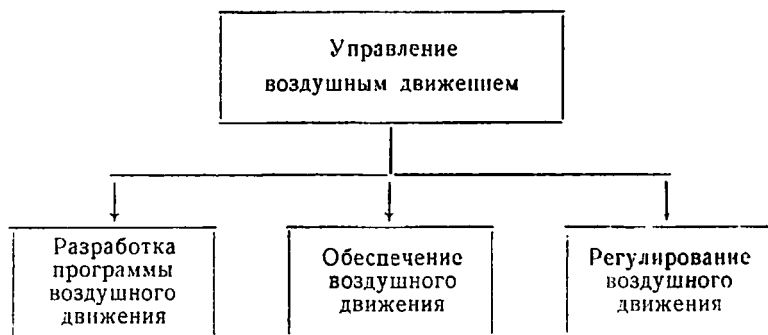 Управление
воздушным движением
Разработка
программы
воздушного
движения
Обеспечение
воздушного
движения
Регулирование
воздушного
движения